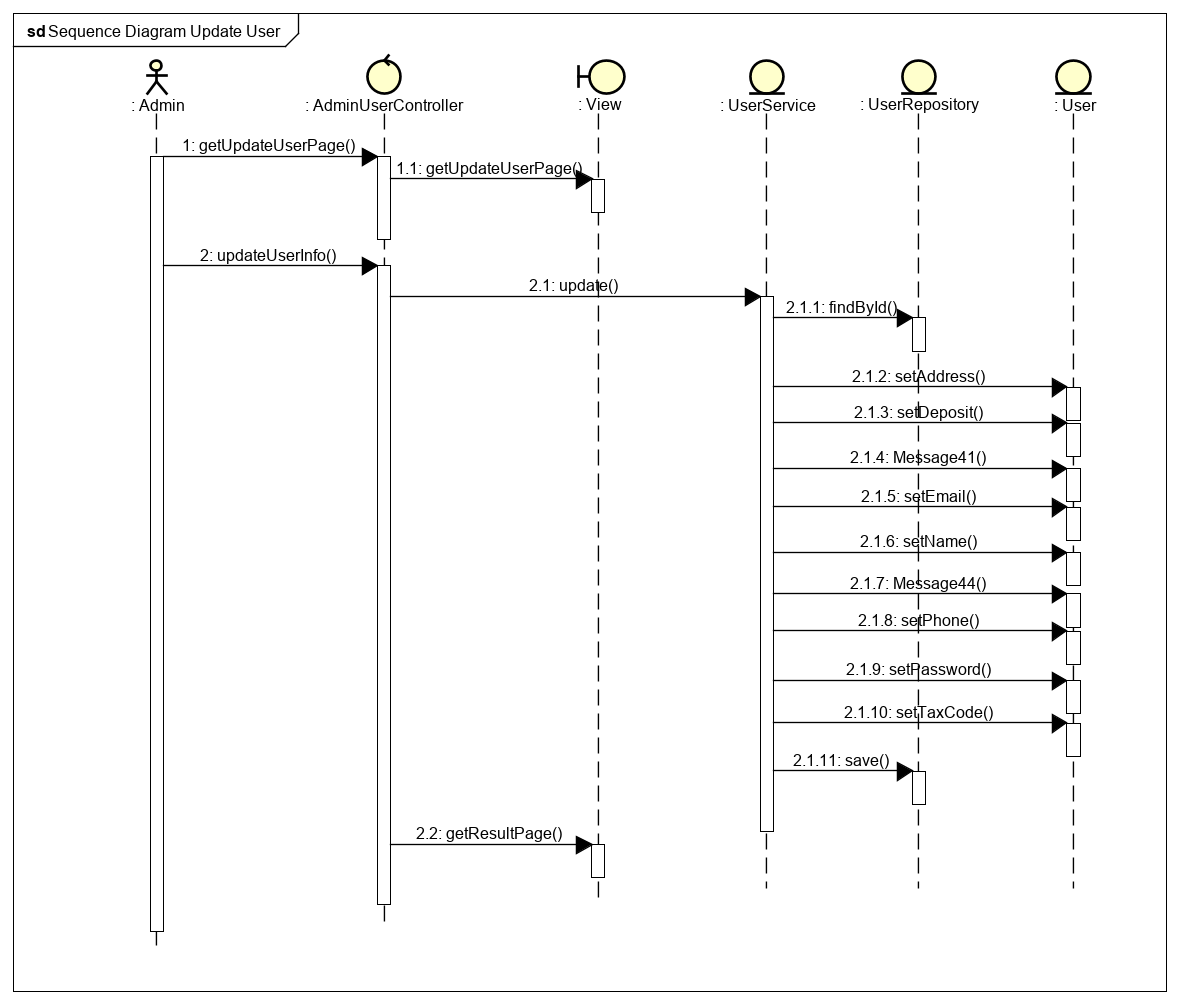 sd Sequence Diagram Update User
: Admin
: AdminUserController
: View
: UserService
: UserRepository
: User
1: getUpdateUserPage()
1.1: getUpdateUserPage()
2: updateUserInfo()
2.1: update()
2.1.1: findById()
2.1.2: setAddress()
2.1.3: setDeposit()
2.1.4: Message41()
2.1.5: setEmail()
2.1.6: setName()
2.1.7: Message44()
2.1.8: setPhone()
2.1.9: setPassword()
2.1.10: setTaxCode()
2.1.11: save()
2.2: getResultPage()